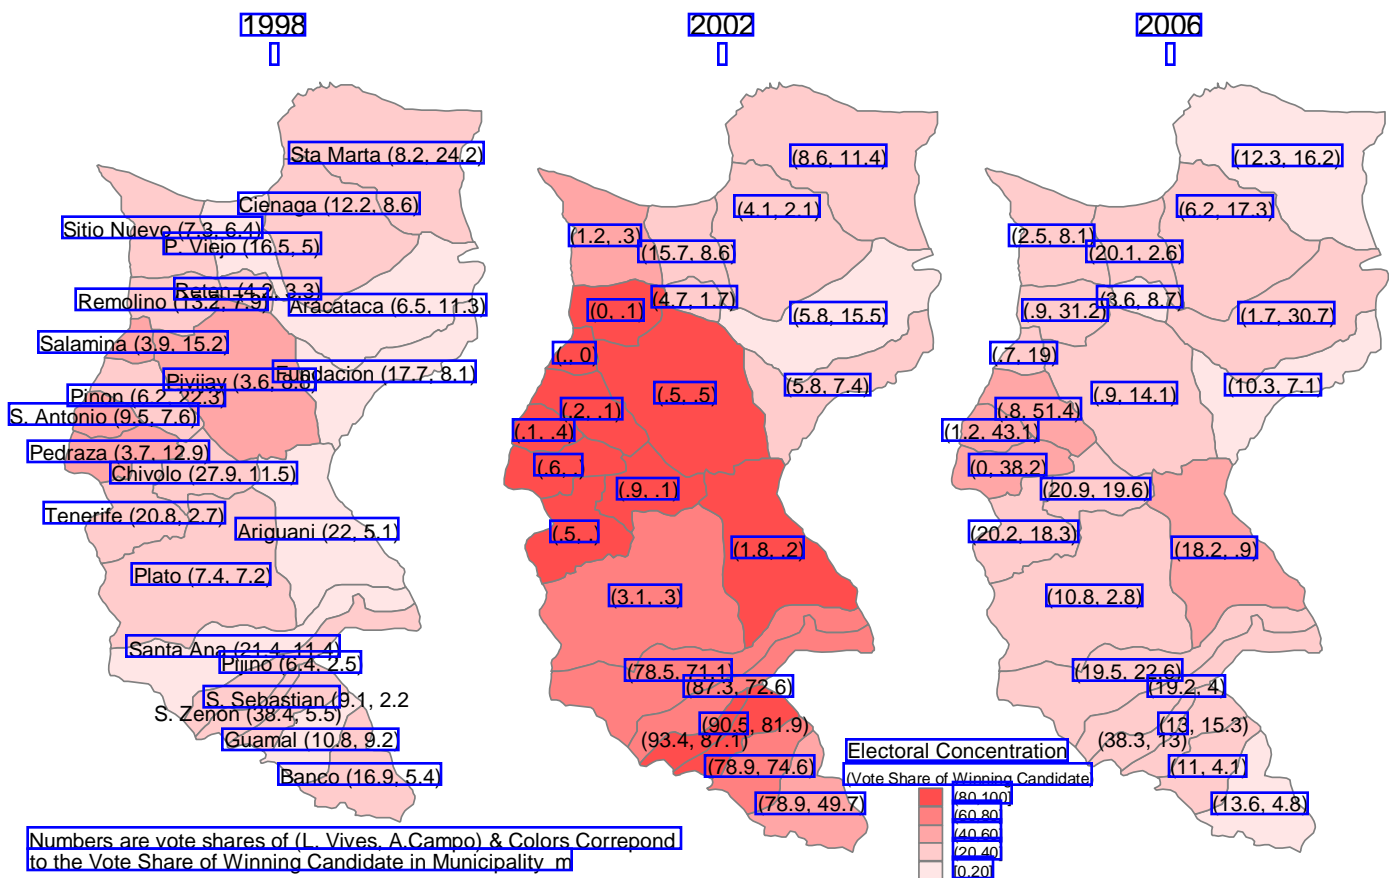 1998
2002
2006
Sta Marta (8.2, 24.2)
Cienaga (12.2, 8.6)
Sitio Nuevo (7.3, 6.4)
P. Viejo (16.5, 5)
Reten (4.2, 3.3)
Remolino (13.2, 7.9)
Aracataca (6.5, 11.3)
Salamina (3.9, 15.2)
Fundacion (17.7, 8.1)
Pivijay (3.6, 8.8)
Pinon (6.2, 22.3)
S. Antonio (9.5, 7.6)
Pedraza (3.7, 12.9)
Chivolo (27.9, 11.5)
Tenerife (20.8, 2.7)
Ariguani (22, 5.1)
Plato (7.4, 7.2)
Santa Ana (21.4, 11.4)
Pijino (6.4, 2.5)
S. Sebastian (9.1, 2.2
S. Zenon (38.4, 5.5)
Guamal (10.8, 9.2)
Banco (16.9, 5.4)
(8.6, 11.4)
(4.1, 2.1)
(1.2, .3)
(15.7, 8.6)
(4.7, 1.7)
(0, .1)
(5.8, 15.5)
(., 0)
(5.8, 7.4)
(.5, .5)
(.2, .1)
(.1, .4)
(.6, .)
(.9, .1)
(.5, .)
(1.8, .2)
(3.1, .3)
(78.5, 71.1)
(87.3, 72.6)
(90.5, 81.9)
(93.4, 87.1)
(78.9, 74.6)
(78.9, 49.7)
(12.3, 16.2)
(6.2, 17.3)
(2.5, 8.1)
(20.1, 2.6)
(3.6, 8.7)
(.9, 31.2)
(1.7, 30.7)
(.7, 19)
(10.3, 7.1)
(.9, 14.1)
(.8, 51.4)
(1.2, 43.1)
(0, 38.2)
(20.9, 19.6)
(20.2, 18.3)
(18.2, .9)
(10.8, 2.8)
(19.5, 22.6)
(19.2, 4)
(13, 15.3)
(38.3, 13)
(11, 4.1)
(13.6, 4.8)
Electoral Concentration
(Vote Share of Winning Candidate)
(80,100]
(60,80]
(40,60]
(20,40]
[0,20]
Numbers are vote shares of (L. Vives, A.Campo) & Colors Correpond
to the Vote Share of Winning Candidate in Municipality m